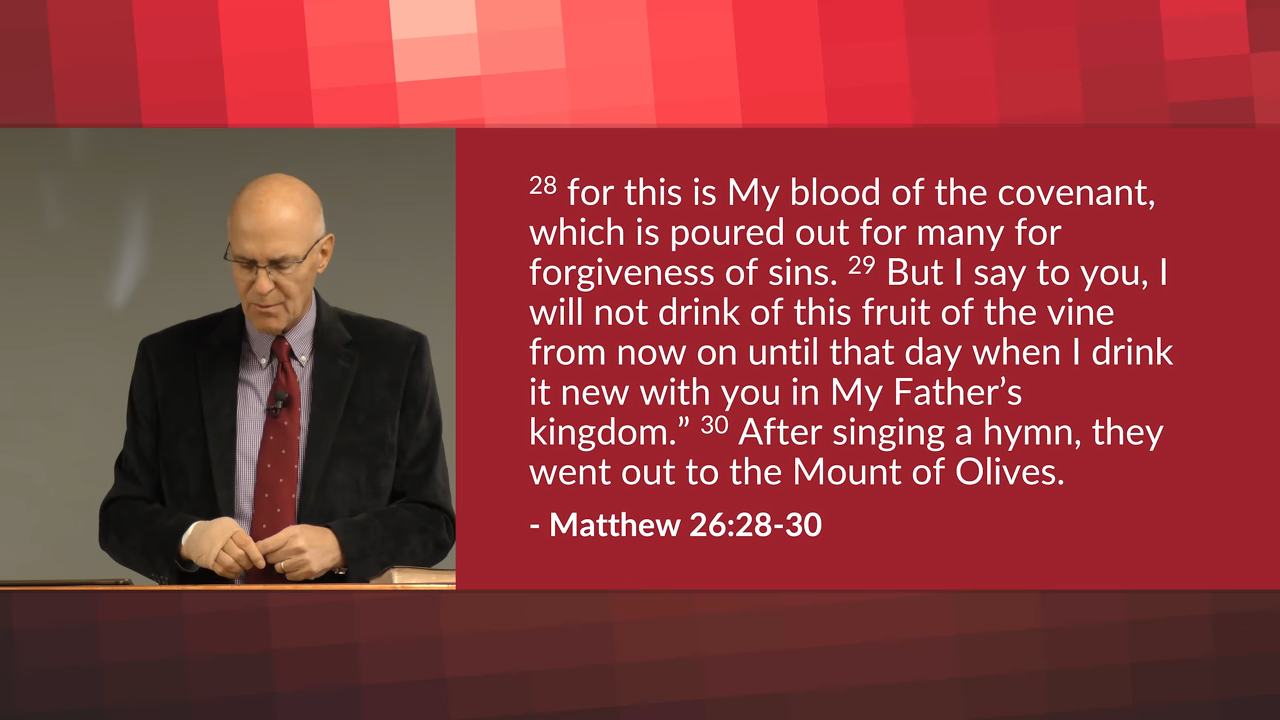 28 for this is My blood of the covenant,
which is poured out for many for
forgiveness of sins. 29 But I say to you, I
will not drink of this fruit of the vine
from now on until that day when I drink
it new with you in My Father’s
kingdom.” 30 After singing a hymn, they
went out to the Mount of Olives.
- Matthew 26:28-30